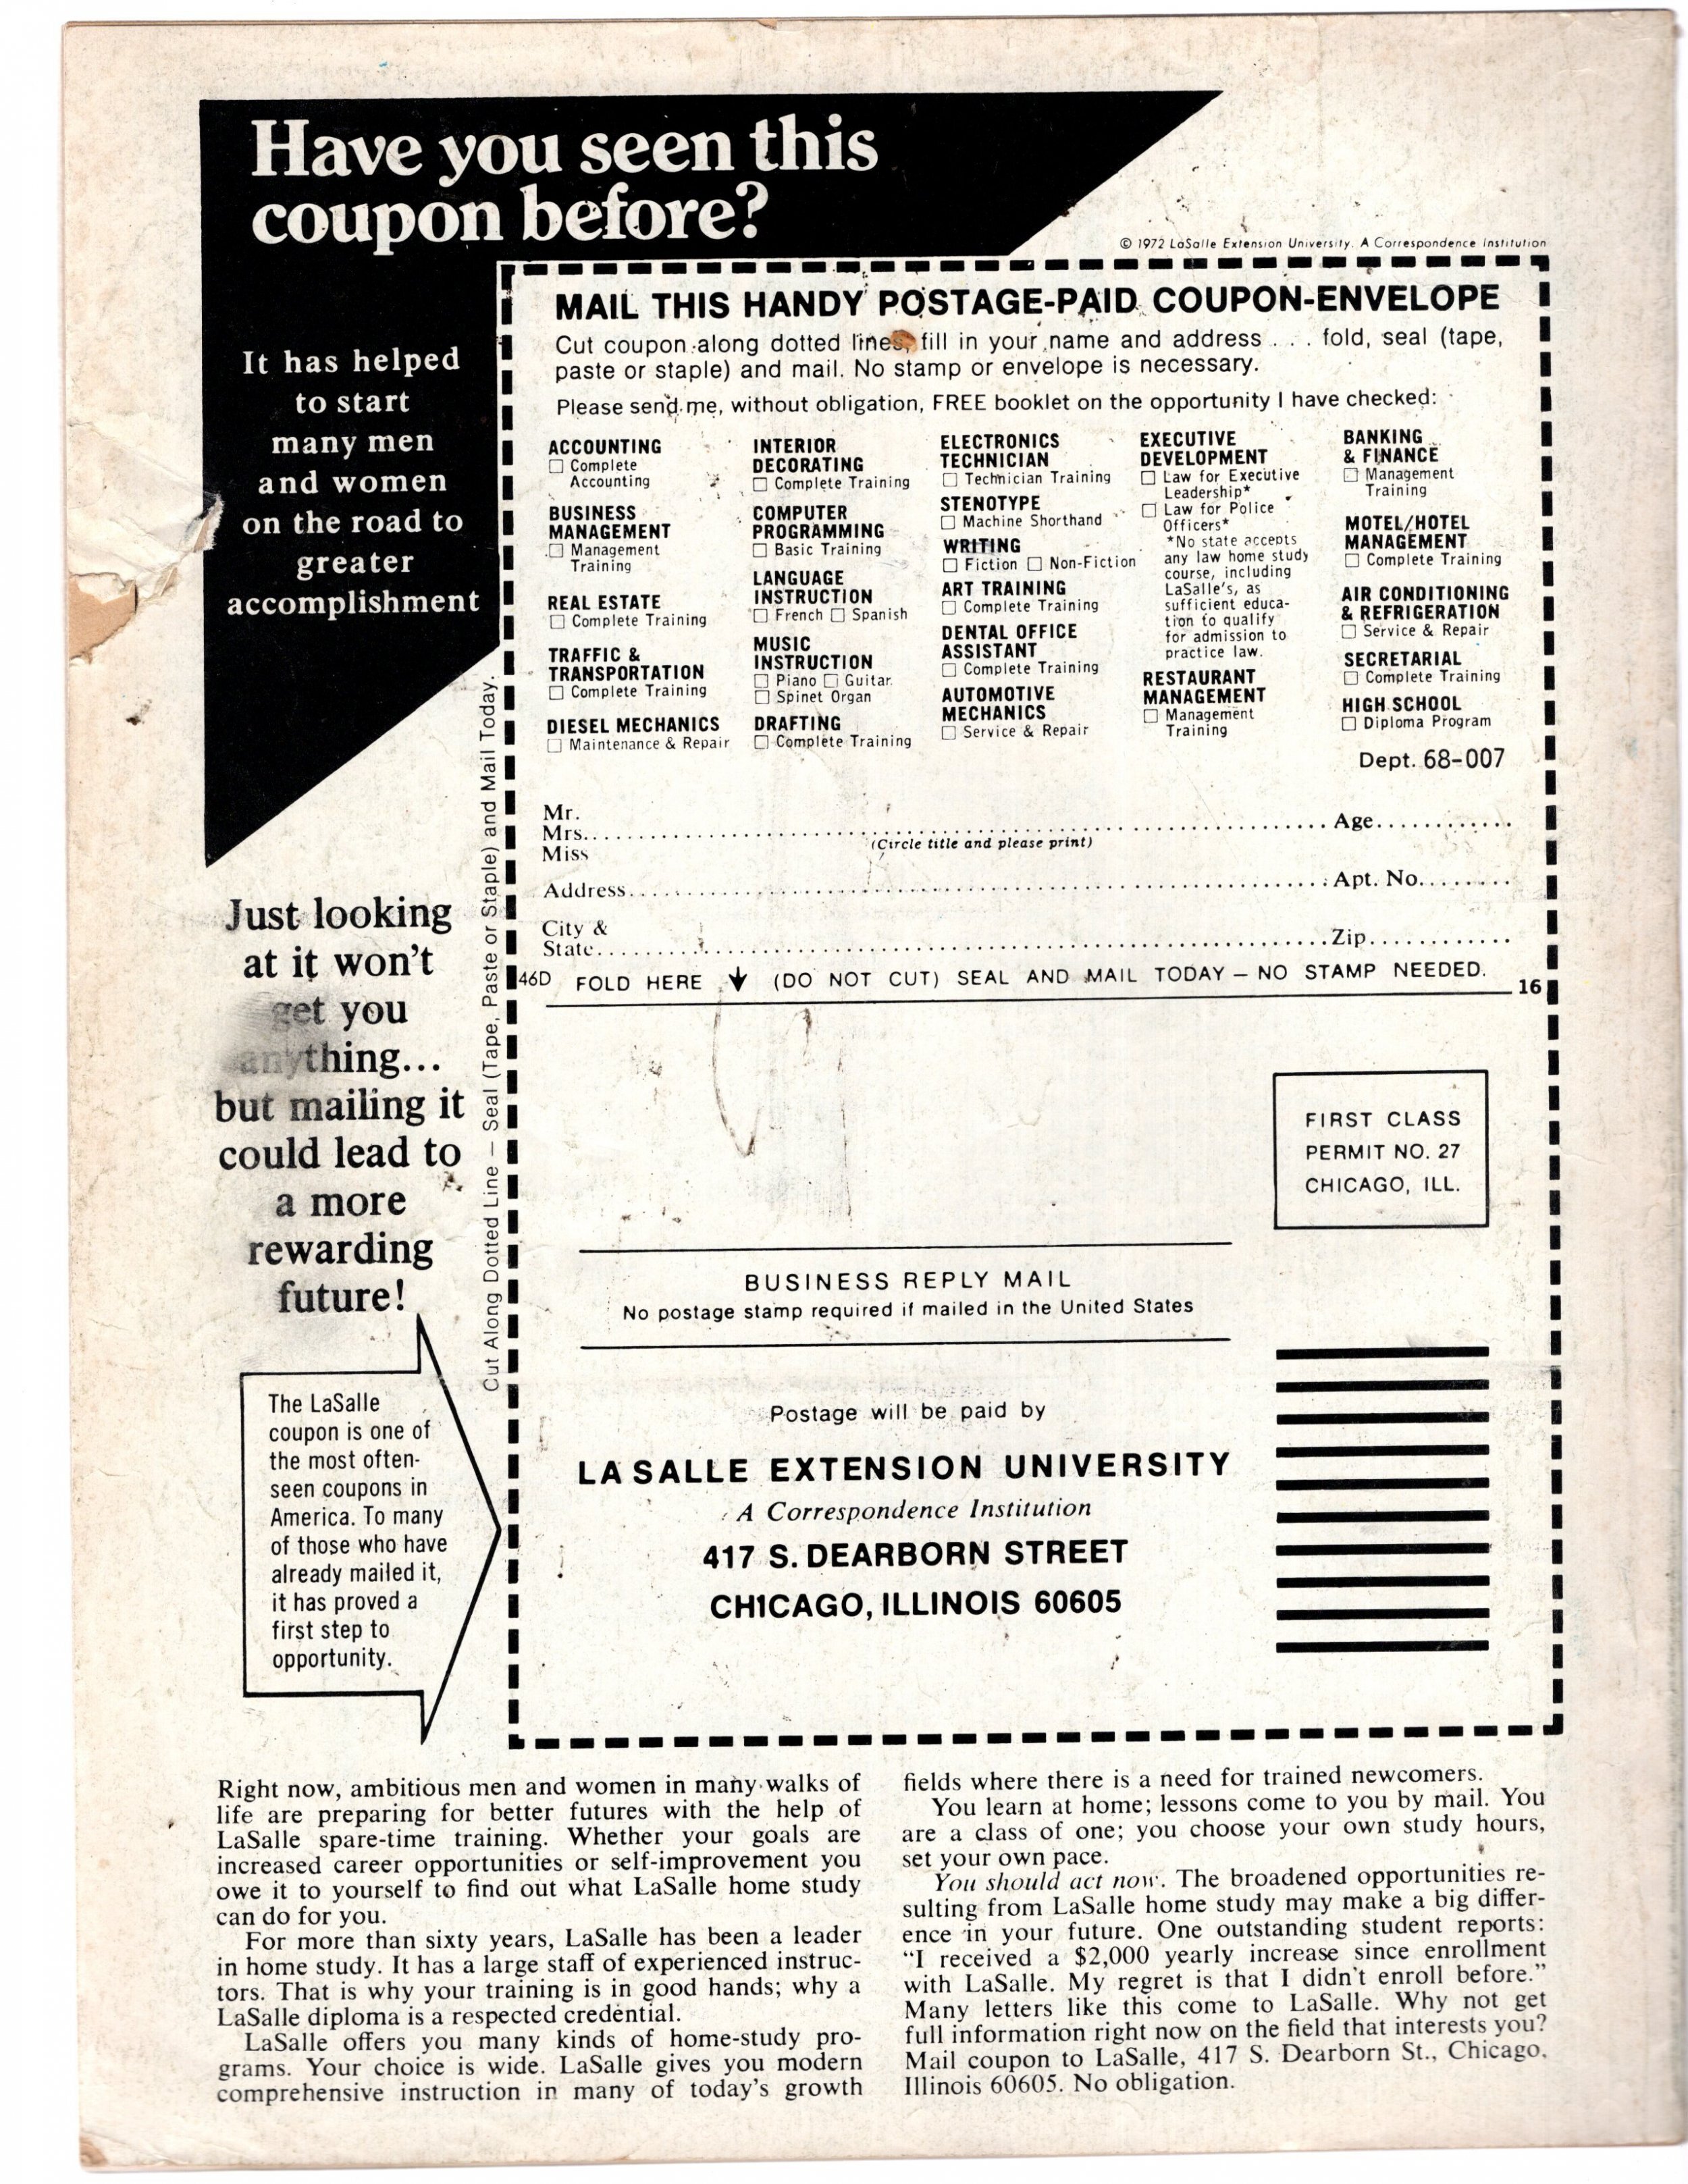 Have you seen this
coupon before?
© 1972 LaSalle Extension University. A Correspondence Institution
It has helped
to start
many men
and women
on the road to
greater
accomplishment
Just looking
at it won't
get you
anything...
but mailing it
could lead to
a more
rewarding
future!
The LaSalle
coupon is one of
the most often-
seen coupons in
America. To many
of those who have
already mailed it,
it has proved a
first step to
opportunity.
Cut Along Dotted Line – Seal (Tape, Paste or Staple) and Mail Today.
MAIL THIS HANDY POSTAGE-PAID COUPON-ENVELOPE
Cut coupon along dotted lines, fill in your name and address . . . fold, seal (tape,
paste or staple) and mail. No stamp or envelope is necessary.
Please send me, without obligation, FREE booklet on the opportunity I have checked:
ACCOUNTING
☐ Complete
Accounting
BUSINESS
MANAGEMENT
☐ Management
Training
REAL ESTATE
☐ Complete Training
TRAFFIC &
TRANSPORTATION
☐ Complete Training
DIESEL MECHANICS
☐ Maintenance & Repair
INTERIOR
DECORATING
☐ Complete Training
COMPUTER
PROGRAMMING
☐ Basic Training
LANGUAGE
INSTRUCTION
☐ French ☐ Spanish
MUSIC
INSTRUCTION
☐ Piano ☐ Guitar
☐ Spinet Organ
DRAFTING
☐ Complete Training
ELECTRONICS
TECHNICIAN
☐ Technician Training
STENOTYPE
☐ Machine Shorthand
WRITING
☐ Fiction ☐ Non-Fiction
ART TRAINING
☐ Complete Training
DENTAL OFFICE
ASSISTANT
☐ Complete Training
AUTOMOTIVE
MECHANICS
☐ Service & Repair
EXECUTIVE
DEVELOPMENT
☐ Law for Executive
Leadership*
☐ Law for Police
Officers*
*No state accepts
any law home study
course, including
LaSalle's, as
sufficient educa-
tion to qualify
for admission to
practice law.
RESTAURANT
MANAGEMENT
☐ Management
Training
BANKING
& FINANCE
☐ Management
Training
MOTEL/HOTEL
MANAGEMENT
☐ Complete Training
AIR CONDITIONING
& REFRIGERATION
☐ Service & Repair
SECRETARIAL
☐ Complete Training
HIGH SCHOOL
☐ Diploma Program
Dept. 68-007
Mr.
Mrs. Age
Miss
(Circle title and please print)
Address Apt. No.
City &
State Zip
46D FOLD HERE ↓ (DO NOT CUT) SEAL AND MAIL TODAY – NO STAMP NEEDED. 16
FIRST CLASS
PERMIT NO. 27
CHICAGO, ILL.
BUSINESS REPLY MAIL
No postage stamp required if mailed in the United States
Postage will be paid by
LA SALLE EXTENSION UNIVERSITY
A Correspondence Institution
417 S. DEARBORN STREET
CHICAGO, ILLINOIS 60605
Right now, ambitious men and women in many walks of
life are preparing for better futures with the help of
LaSalle spare-time training. Whether your goals are
increased career opportunities or self-improvement you
owe it to yourself to find out what LaSalle home study
can do for you.
For more than sixty years, LaSalle has been a leader
in home study. It has a large staff of experienced instruc-
tors. That is why your training is in good hands; why a
LaSalle diploma is a respected credential.
LaSalle offers you many kinds of home-study pro-
grams. Your choice is wide. LaSalle gives you modern
comprehensive instruction in many of today's growth
fields where there is a need for trained newcomers.
You learn at home; lessons come to you by mail. You
are a class of one; you choose your own study hours,
set your own pace.
You should act now. The broadened opportunities re-
sulting from LaSalle home study may make a big differ-
ence in your future. One outstanding student reports:
“I received a $2,000 yearly increase since enrollment
with LaSalle. My regret is that I didn't enroll before.”
Many letters like this come to LaSalle. Why not get
full information right now on the field that interests you?
Mail coupon to LaSalle, 417 S. Dearborn St., Chicago,
Illinois 60605. No obligation.